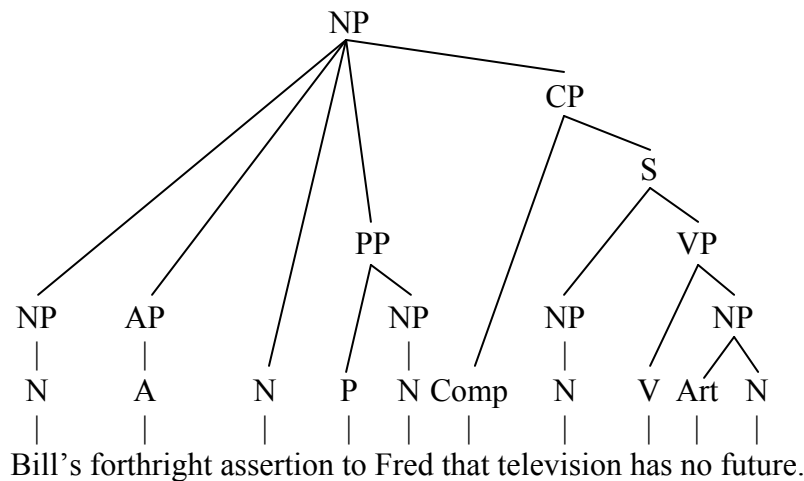 NP
CP
S
PP VP
NP AP NP NP NP
N A N P N Comp N V Art N
Bill's forthright assertion to Fred that television has no future.